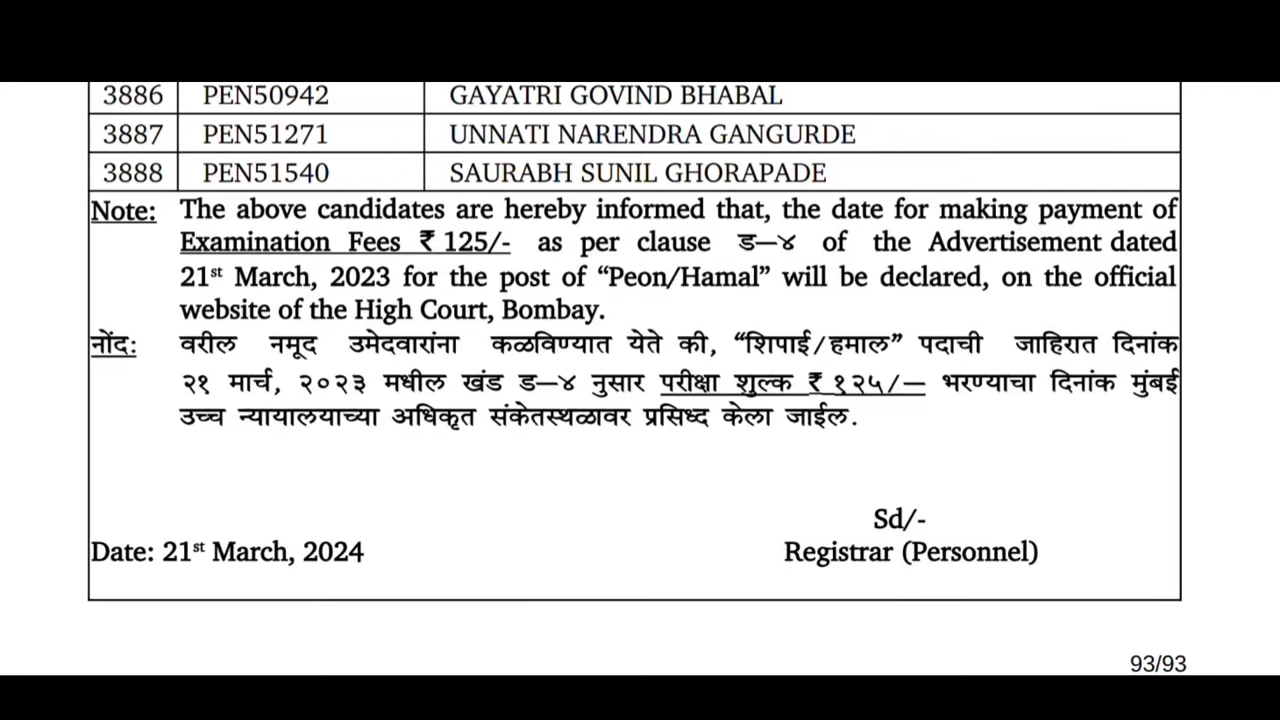 3886 PEN50942 GAYATRI GOVIND BHABAL
3887 PEN51271 UNNATI NARENDRA GANGURDE
3888 PEN51540 SAURABH SUNIL GHORAPADE
Note: The above candidates are hereby informed that, the date for making payment of
Examination Fees ₹ 125/- as per clause ड–४ of the Advertisement dated
21st March, 2023 for the post of “Peon/Hamal” will be declared, on the official
website of the High Court, Bombay.
नोंद: वरील नमूद उमेदवारांना कळविण्यात येते की, “शिपाई/हमाल” पदाची जाहिरात दिनांक
२१ मार्च, २०२३ मधील खंड ड–४ नुसार परीक्षा शुल्क ₹ १२५/– भरण्याचा दिनांक मुंबई
उच्च न्यायालयाच्या अधिकृत संकेतस्थळावर प्रसिध्द केला जाईल.
Sd/-
Date: 21st March, 2024 Registrar (Personnel)
93/93